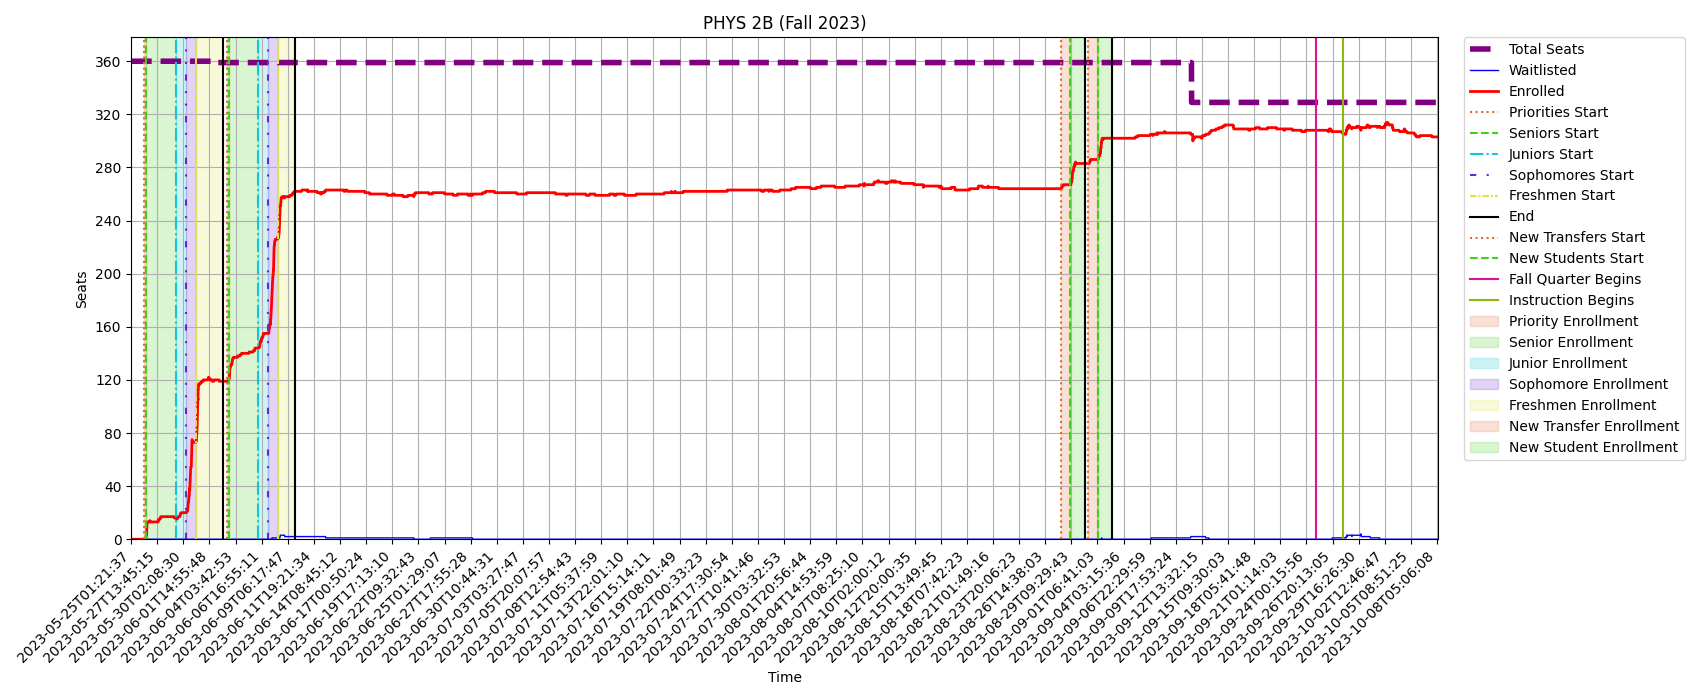 PHYS 2B (Fall 2023)
Seats
360
320
280
240
200
160
120
80
40
0
2023-05-25T01:21:37
2023-05-27T13:45:15
2023-05-30T02:08:30
2023-06-01T14:55:48
2023-06-04T03:42:53
2023-06-06T16:55:11
2023-06-09T06:17:47
2023-06-11T19:21:34
2023-06-14T08:45:12
2023-06-17T00:50:24
2023-06-19T17:13:10
2023-06-22T09:32:43
2023-06-25T01:29:07
2023-06-27T17:55:28
2023-06-30T10:44:31
2023-07-03T03:27:47
2023-07-05T20:07:57
2023-07-08T12:54:43
2023-07-11T05:37:59
2023-07-13T22:01:10
2023-07-16T15:14:11
2023-07-19T08:01:49
2023-07-22T00:33:23
2023-07-24T17:30:54
2023-07-27T10:41:46
2023-07-30T03:32:53
2023-08-01T20:56:44
2023-08-04T14:53:59
2023-08-07T08:25:10
2023-08-10T02:00:12
2023-08-12T20:00:35
2023-08-15T13:49:45
2023-08-18T07:42:23
2023-08-21T01:49:16
2023-08-23T20:06:23
2023-08-26T14:38:03
2023-08-29T09:29:43
2023-09-01T06:41:03
2023-09-04T03:15:36
2023-09-06T22:29:59
2023-09-09T17:53:24
2023-09-12T13:32:15
2023-09-15T09:30:03
2023-09-18T05:41:48
2023-09-21T01:14:03
2023-09-24T00:15:56
2023-09-26T20:13:05
2023-09-29T16:26:30
2023-10-02T12:46:47
2023-10-05T08:51:25
2023-10-08T05:06:08
Time
Total Seats
Waitlisted
Enrolled
Priorities Start
Seniors Start
Juniors Start
Sophomores Start
Freshmen Start
End
New Transfers Start
New Students Start
Fall Quarter Begins
Instruction Begins
Priority Enrollment
Senior Enrollment
Junior Enrollment
Sophomore Enrollment
Freshmen Enrollment
New Transfer Enrollment
New Student Enrollment